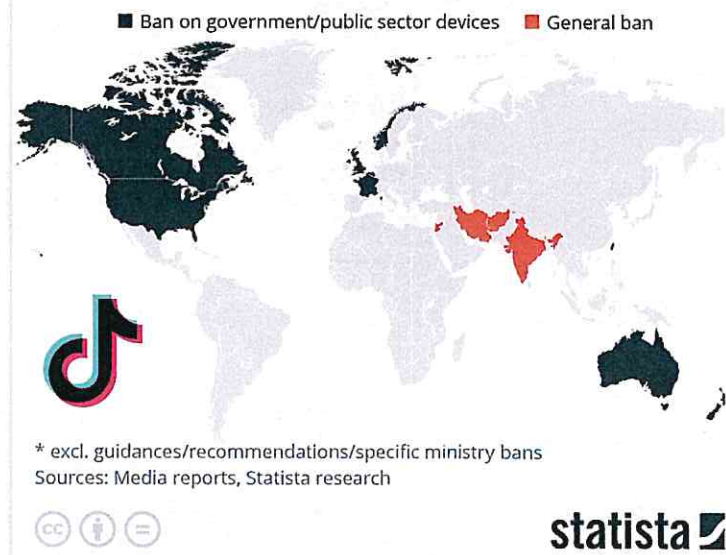 Ban on government/public sector devices General ban
* excl. guidances/recommendations/specific ministry bans
Sources: Media reports, Statista research
cc =
statista